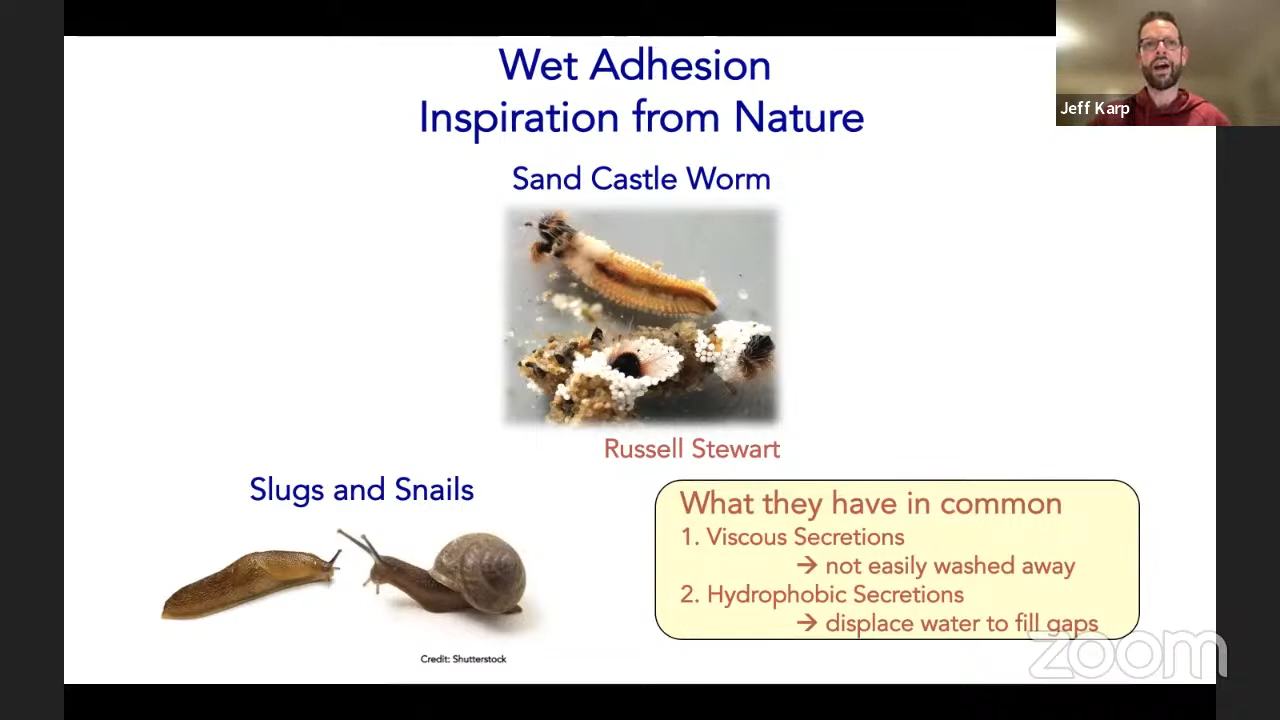 Wet Adhesion
Inspiration from Nature
Jeff Karp
Sand Castle Worm
Russell Stewart
Slugs and Snails
Credit: Shutterstock
What they have in common
1. Viscous Secretions
→ not easily washed away
2. Hydrophobic Secretions
→ displace water to fill gaps
zoom